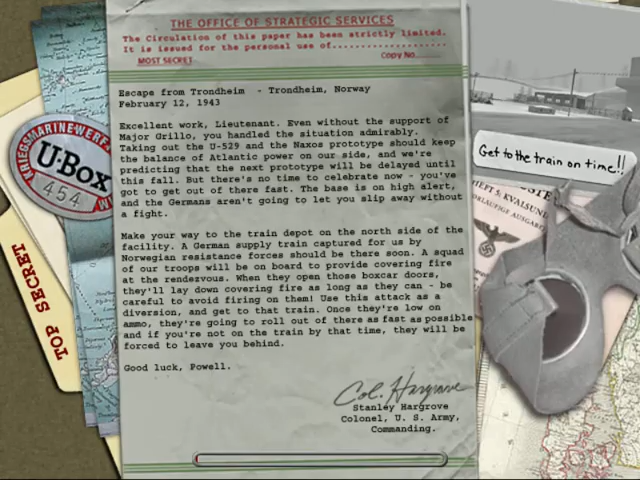 THE OFFICE OF STRATEGIC SERVICES
The Circulation of this paper has been strictly limited.
It is issued for the personal use of....................
MOST SECRET
Copy No.......
Escape from Trondheim - Trondheim, Norway
February 12, 1943
Excellent work, Lieutenant. Even without the support of
Major Grillo, you handled the situation admirably.
Taking out the U-529 and the Naxos prototype should keep
the balance of Atlantic power on our side, and we're
predicting that the next prototype will be delayed until
this fall. But there's no time to celebrate now - you've
got to get out of there fast. The base is on high alert,
and the Germans aren't going to let you slip away without
a fight.
Make your way to the train depot on the north side of the
facility. A German supply train captured for us by
Norwegian resistance forces should be there soon. A squad
of our troops will be on board to provide covering fire
at the rendezvous. When they open those boxcar doors,
they'll lay down covering fire as long as they can - be
careful to avoid firing on them! Use this attack as a
diversion, and get to that train. Once they're low on
ammo, they're going to roll out of there as fast as possible
and if you're not on the train by that time, they will be
forced to leave you behind.
Good luck, Powell.
Col. Hargrove
Stanley Hargrove
Colonel, U. S. Army,
Commanding.
KRIEGSMARINEWERF
U-Box
454
TOP SECRET
Get to the train on time!!
HEFT 5; KVALSUND